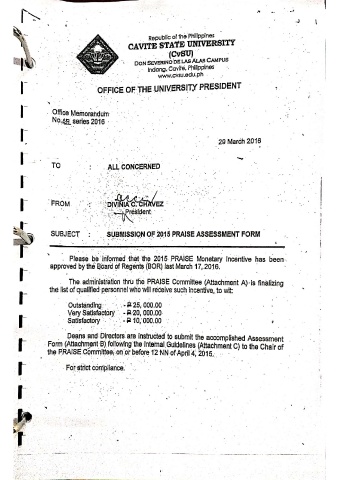 Republic of the Philippines
CAVITE STATE UNIVERSITY
(CvSU)
DON SEVERINO DE LAS ALAS CAMPUS
Indang, Cavite, Philippines
www.cvsu.edu.ph
OFFICE OF THE UNIVERSITY PRESIDENT
Office Memorandum
No. series 2016
29 March 2016
TO : ALL CONCERNED
FROM : DIVINIA C. CHAVEZ
President
SUBJECT : SUBMISSION OF 2015 PRAISE ASSESSMENT FORM
Please be informed that the 2015 PRAISE Monetary Incentive has been
approved by the Board of Regents (BOR) last March 17, 2016.
The administration thru the PRAISE Committee (Attachment A) is finalizing
the list of qualified personnel who will receive such incentive, to wit:
Outstanding - ₱ 25, 000.00
Very Satisfactory - ₱ 20, 000.00
Satisfactory - ₱ 10, 000.00
Deans and Directors are instructed to submit the accomplished Assessment
Form (Attachment B) following the Internal Guidelines (Attachment C) to the Chair of
the PRAISE Committee, on or before 12 NN of April 4, 2016.
For strict compliance.